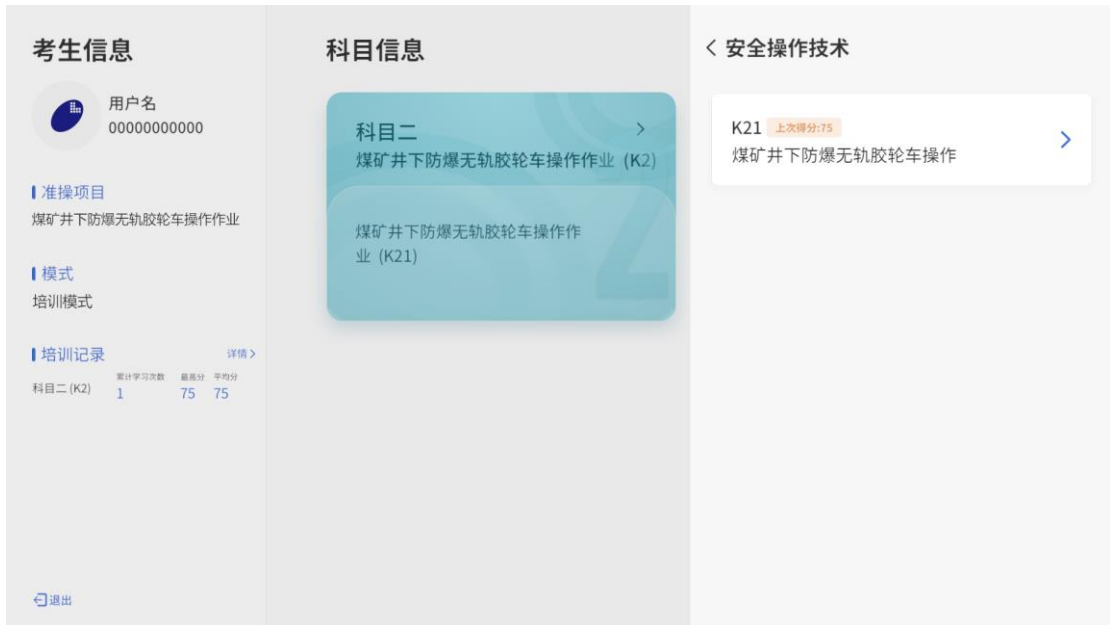 考生信息
用户名
00000000000
准操项目
煤矿井下防爆无轨胶轮车操作作业
模式
培训模式
培训记录
详情>
累计学习次数 最高分 平均分
科目二 (K2) 1 75 75
退出
科目信息
科目二
煤矿井下防爆无轨胶轮车操作作业 (K2)
煤矿井下防爆无轨胶轮车操作作
业 (K21)
安全操作技术
K21 上次得分:75
煤矿井下防爆无轨胶轮车操作